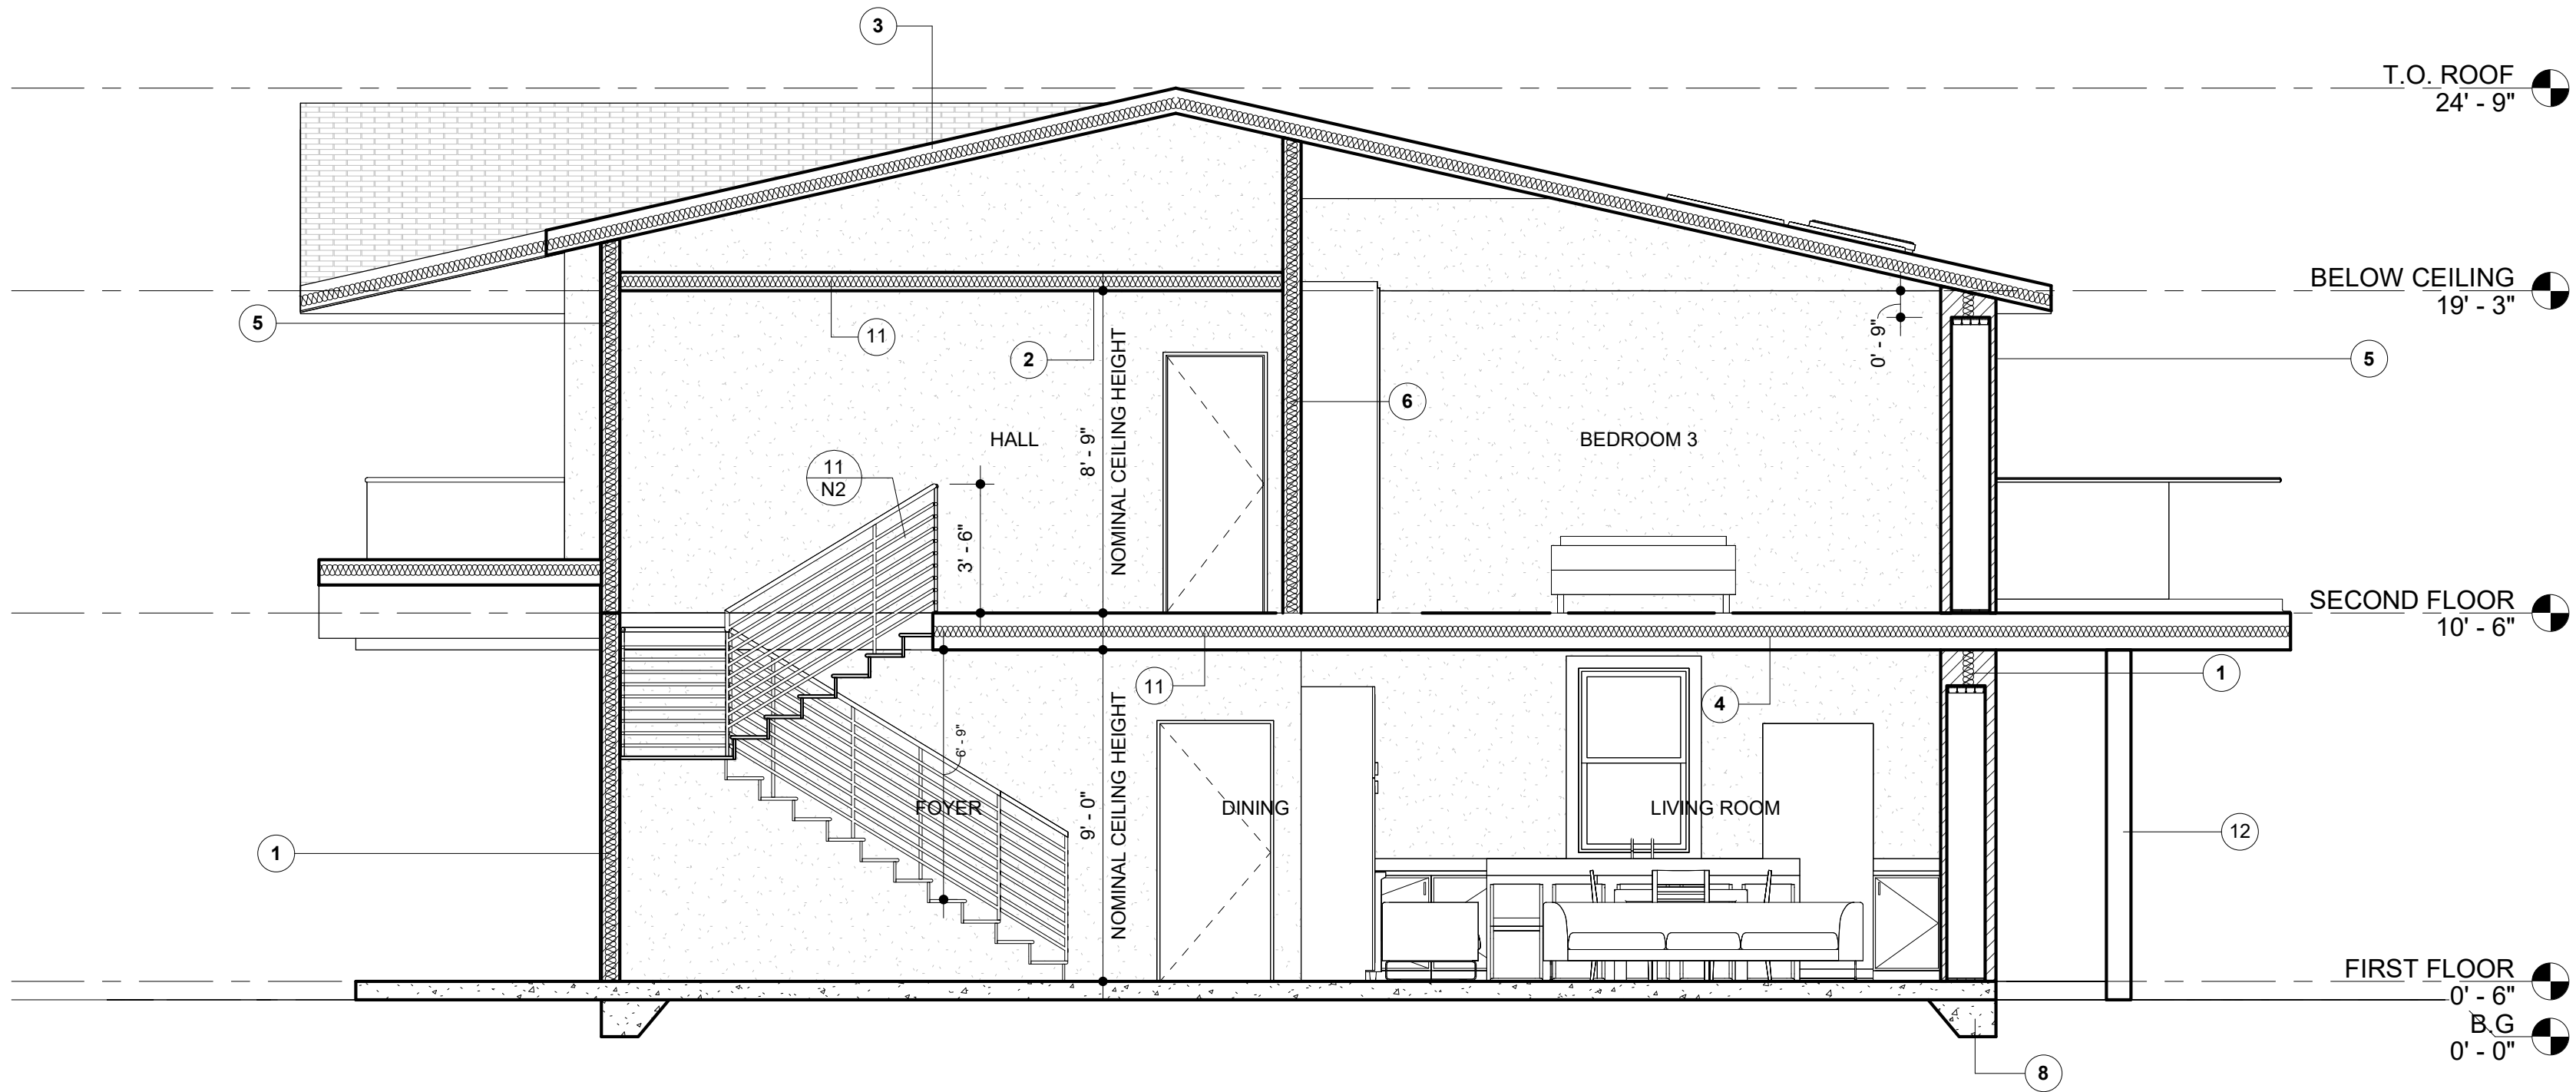 3
T.O. ROOF
24' - 9"
BELOW CEILING
19' - 3"
5
11
2
0' - 9"
5
6
NOMINAL CEILING HEIGHT
8' - 9"
HALL
BEDROOM 3
11
N2
3' - 6"
SECOND FLOOR
10' - 6"
11
4
1
6' - 9"
NOMINAL CEILING HEIGHT
9' - 0"
FOYER
DINING
LIVING ROOM
12
1
FIRST FLOOR
0' - 6"
B.G
0' - 0"
8